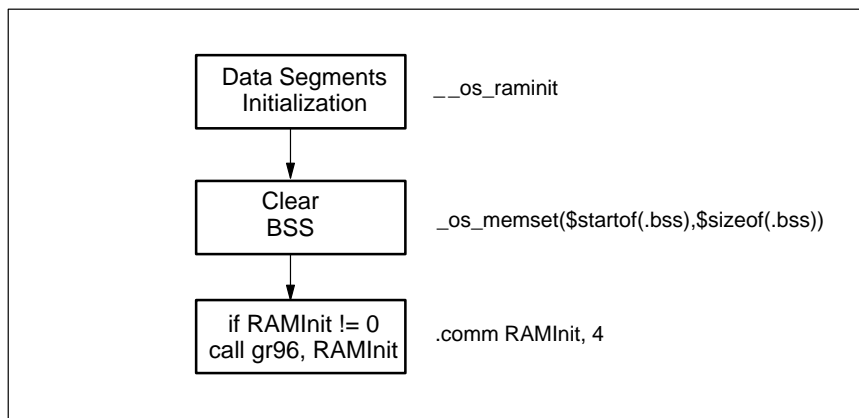 Data Segments
Initialization
_ _os_raminit
Clear
BSS
_os_memset($startof(.bss),$sizeof(.bss))
if RAMInit != 0
call gr96, RAMInit
.comm RAMInit, 4